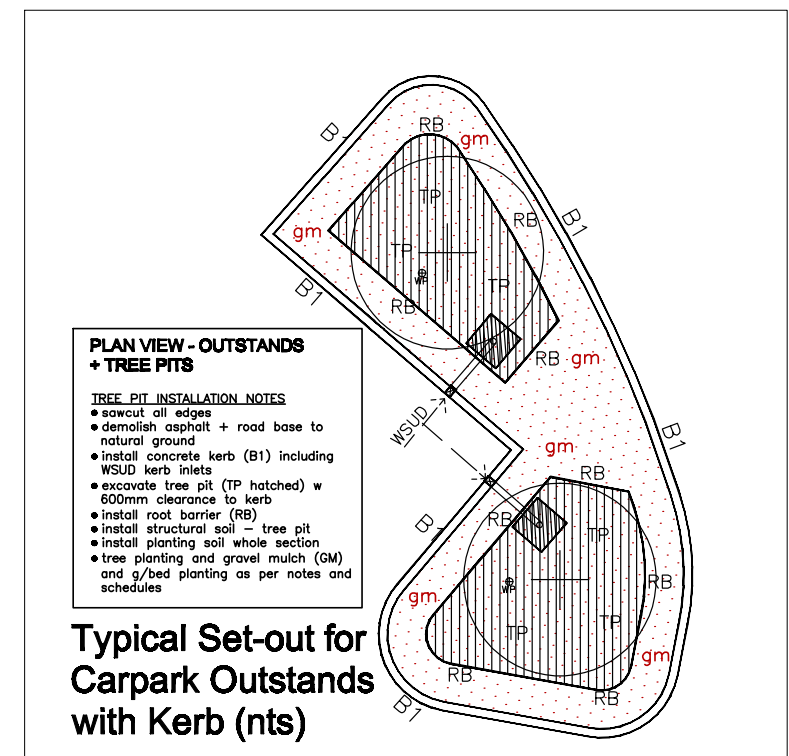 RB
gm
B
TP
RB
B1
gm
TP
WP
TP
B1
RB
RB
gm
PLAN VIEW - OUTSTANDS
+ TREE PITS
TREE PIT INSTALLATION NOTES
• sawcut all edges
• demolish asphalt + road base to
natural ground
• install concrete kerb (B1) including
WSUD kerb inlets
• excavate tree pit (TP hatched) w
600mm clearance to kerb
• install root barrier (RB)
• install structural soil – tree pit
• install planting soil whole section
• tree planting and gravel mulch (GM)
and g/bed planting as per notes and
schedules
WSUD
B1
gm
RB
RB
B
TP
RB
WP
gm
TP
TP
gm
RB
RB
B1
Typical Set-out for
Carpark Outstands
with Kerb (nts)